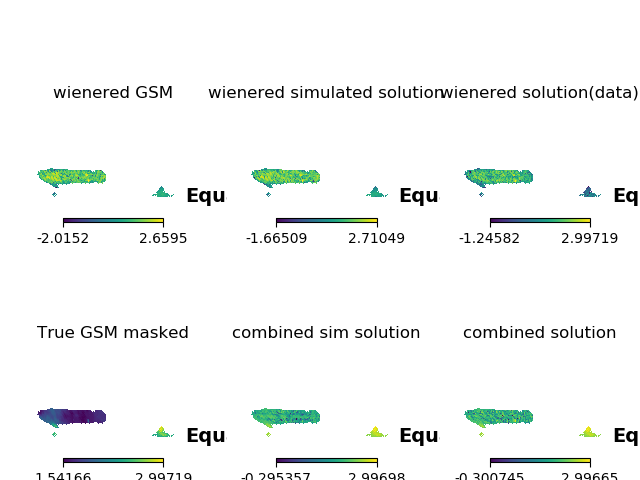 wienered GSM wienered simulated solution wienered solution(data)
Equ Equ Eq
-2.0152 2.6595 -1.66509 2.71049 -1.24582 2.99719
True GSM masked combined sim solution combined solution
Equ Equ Eq
1.54166 2.99719 -0.295357 2.99698 -0.300745 2.99665